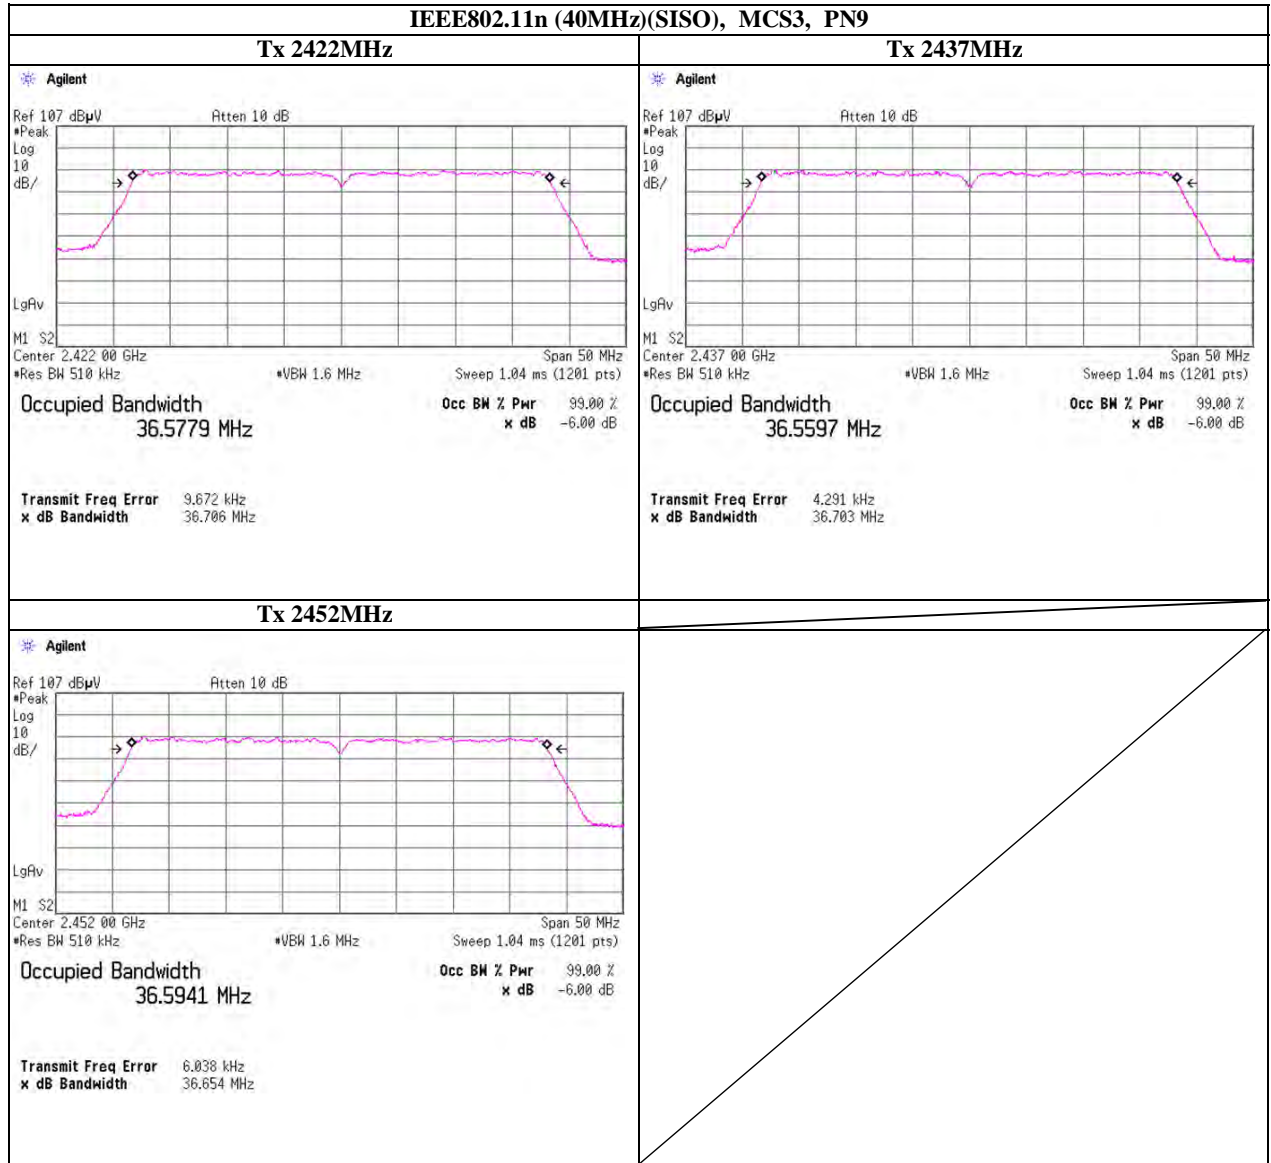 IEEE802.11n (40MHz)(SISO), MCS3, PN9
Tx 2422MHz
Agilent
Ref 107 dBµV Atten 10 dB
#Peak
Log
10
dB/
LgAv
M1 S2
Center 2.422 00 GHz Span 50 MHz
#Res BW 510 kHz #VBW 1.6 MHz Sweep 1.04 ms (1201 pts)
Occupied Bandwidth Occ BW % Pwr 99.00 %
36.5779 MHz x dB -6.00 dB
Transmit Freq Error 9.672 kHz
x dB Bandwidth 36.706 MHz
Tx 2437MHz
Agilent
Ref 107 dBµV Atten 10 dB
#Peak
Log
10
dB/
LgAv
M1 S2
Center 2.437 00 GHz Span 50 MHz
#Res BW 510 kHz #VBW 1.6 MHz Sweep 1.04 ms (1201 pts)
Occupied Bandwidth Occ BW % Pwr 99.00 %
36.5597 MHz x dB -6.00 dB
Transmit Freq Error 4.291 kHz
x dB Bandwidth 36.703 MHz
Tx 2452MHz
Agilent
Ref 107 dBµV Atten 10 dB
#Peak
Log
10
dB/
LgAv
M1 S2
Center 2.452 00 GHz Span 50 MHz
#Res BW 510 kHz #VBW 1.6 MHz Sweep 1.04 ms (1201 pts)
Occupied Bandwidth Occ BW % Pwr 99.00 %
36.5941 MHz x dB -6.00 dB
Transmit Freq Error 6.038 kHz
x dB Bandwidth 36.654 MHz